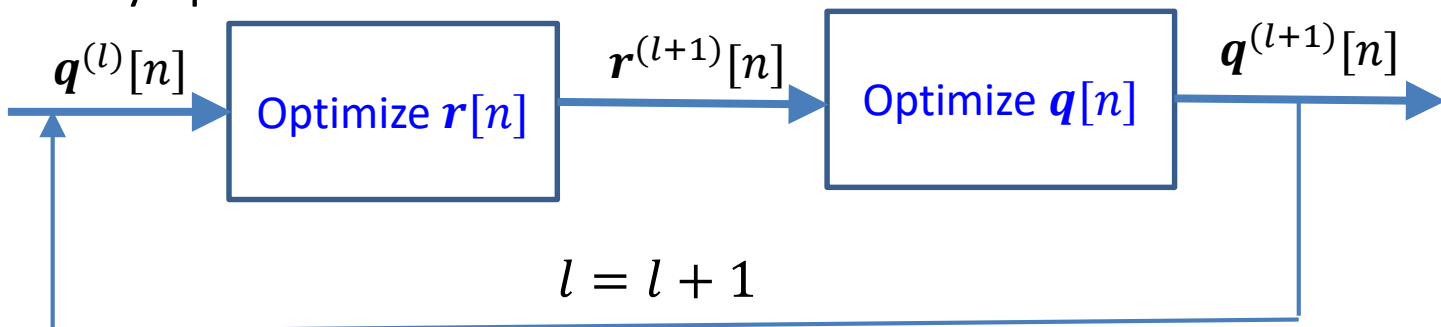 𝒒^{(l)}[n]
Optimize 𝒓[n]
𝒓^{(l+1)}[n]
Optimize 𝒒[n]
𝒒^{(l+1)}[n]
l = l + 1